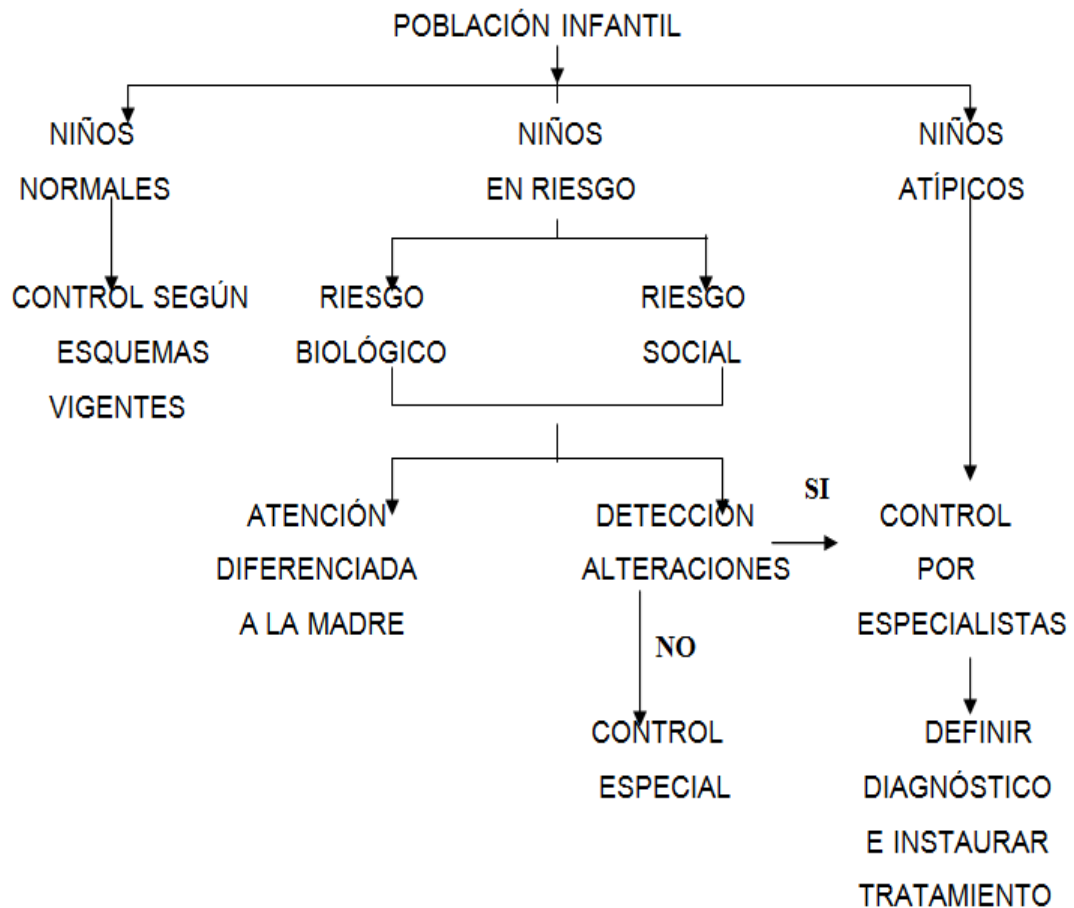 POBLACIÓN INFANTIL
NIÑOS
NORMALES
NIÑOS
EN RIESGO
NIÑOS
ATÍPICOS
CONTROL SEGÚN
ESQUEMAS
VIGENTES
RIESGO
BIOLÓGICO
RIESGO
SOCIAL
ATENCIÓN
DIFERENCIADA
A LA MADRE
DETECCION
ALTERACIONES
SI
CONTROL
POR
ESPECIALISTAS
NO
CONTROL
ESPECIAL
DEFINIR
DIAGNÓSTICO
E INSTAURAR
TRATAMIENTO